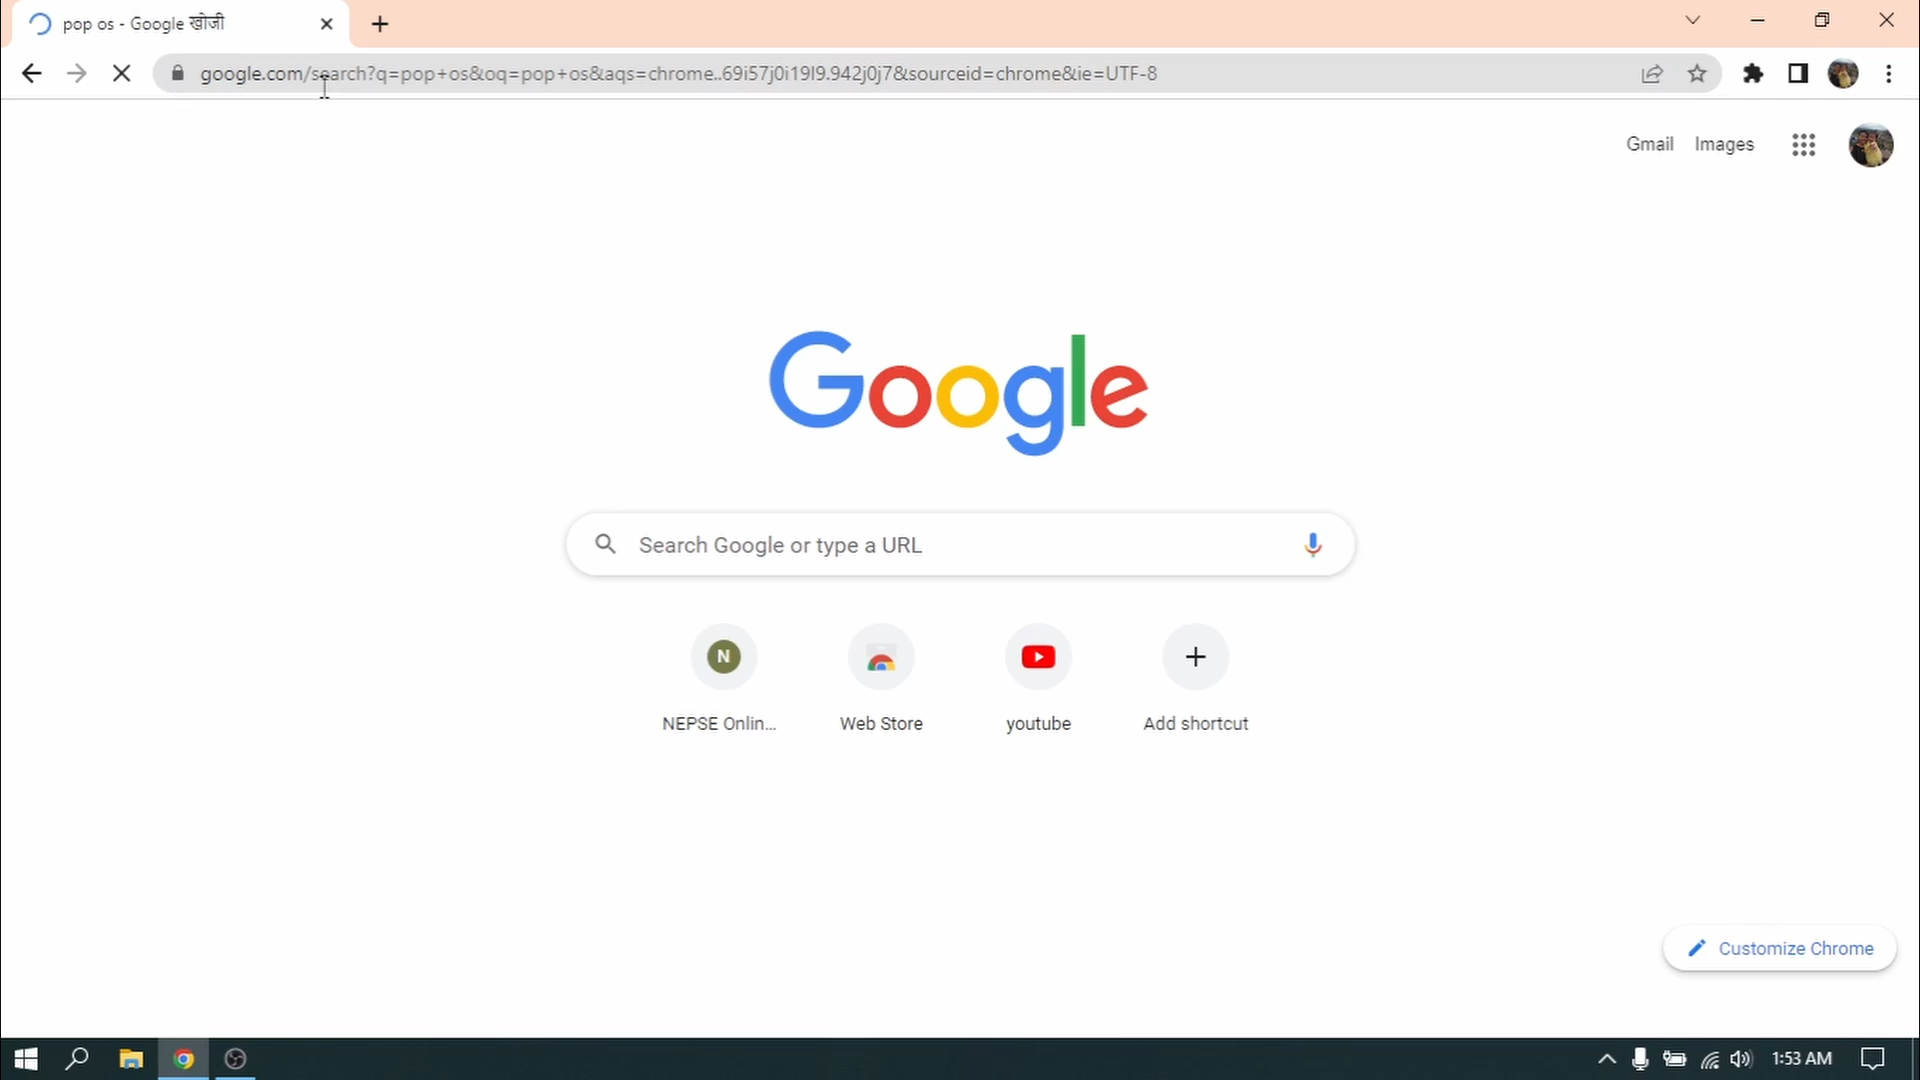 pop os - Google खोजी
google.com/search?q=pop+os&oq=pop+os&aqs=chrome..69i57j0i19l9.942j0j7&sourceid=chrome&ie=UTF-8
Gmail Images
Google
Search Google or type a URL
N
NEPSE Onlin... Web Store youtube Add shortcut
Customize Chrome
1:53 AM